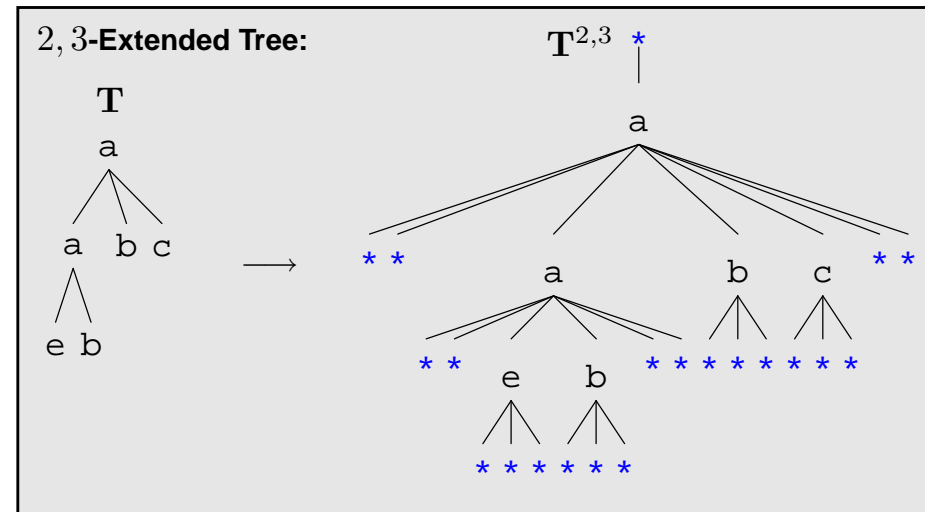 2, 3-Extended Tree:
T^{2,3} *
T
a
a
a b c
⟶
* * a b c * *
e b
* * e b * * * * * * * *
* * * * * *